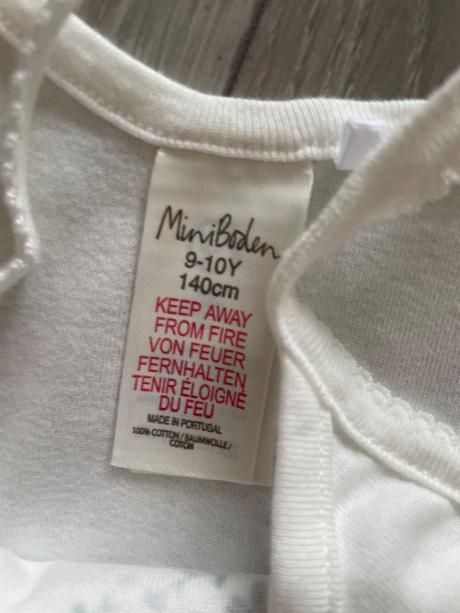 MiniBoden
9-10Y
140cm
KEEP AWAY
FROM FIRE
VON FEUER
FERNHALTEN
TENIR ÉLOIGNÉ
DU FEU
MADE IN PORTUGAL
100% COTTON / BAUMWOLLE /
COTON